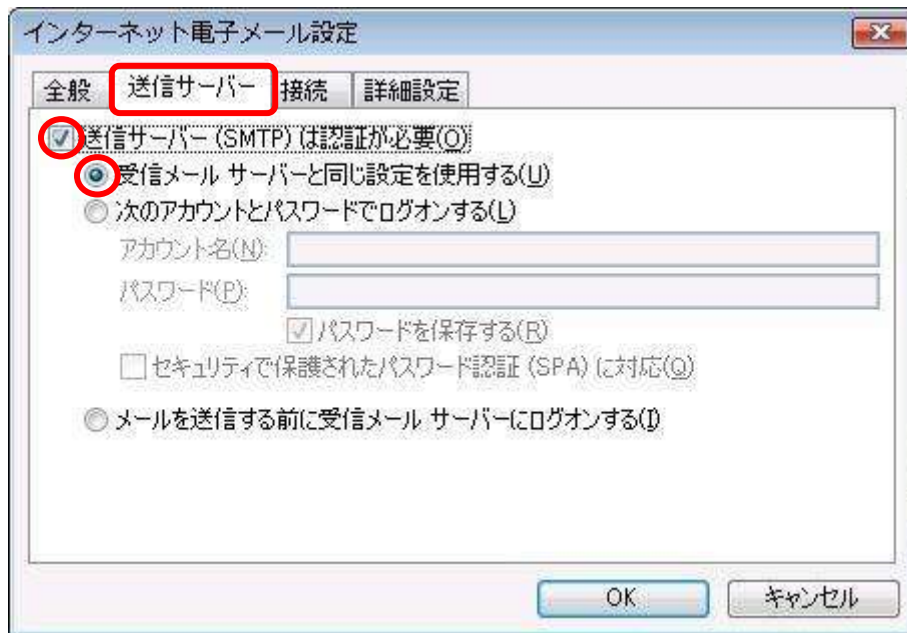 インターネット電子メール設定
全般 送信サーバー 接続 詳細設定
送信サーバー (SMTP) は認証が必要(O)
受信メール サーバーと同じ設定を使用する(U)
次のアカウントとパスワードでログオンする(L)
アカウント名(N):
パスワード(P):
パスワードを保存する(R)
セキュリティで保護されたパスワード認証 (SPA) に対応(Q)
メールを送信する前に受信メール サーバーにログオンする(I)
OK キャンセル